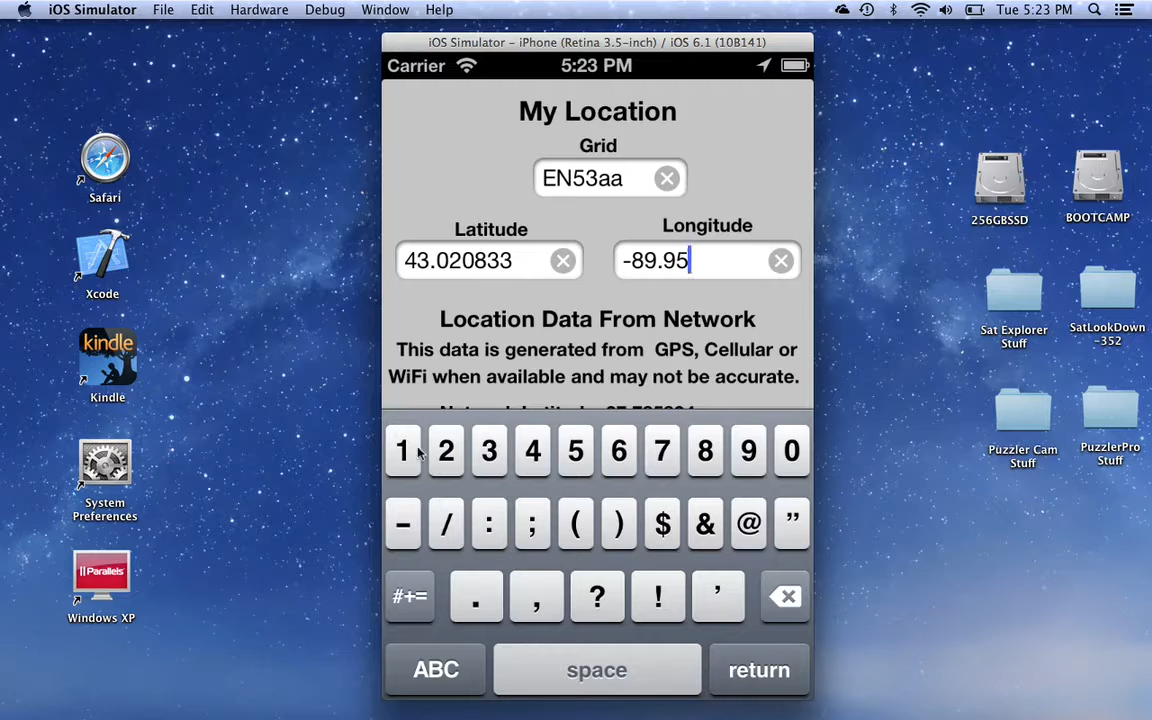 iOS Simulator File Edit Hardware Debug Window Help Tue 5:23 PM
iOS Simulator – iPhone (Retina 3.5-inch) / iOS 6.1 (10B141)
Carrier 5:23 PM
My Location
Grid
EN53aa
Latitude Longitude
43.020833 -89.95
Location Data From Network
This data is generated from GPS, Cellular or
WiFi when available and may not be accurate.
1 2 3 4 5 6 7 8 9 0
- / : ; ( ) $ & @ ”
#+= . , ? ! ’
ABC space return
Safari
Xcode
kindle
Kindle
System
Preferences
Parallels
Windows XP
256GBSSD
BOOTCAMP
Sat Explorer
Stuff
SatLookDown
-352
Puzzler Cam
Stuff
PuzzlerPro
Stuff